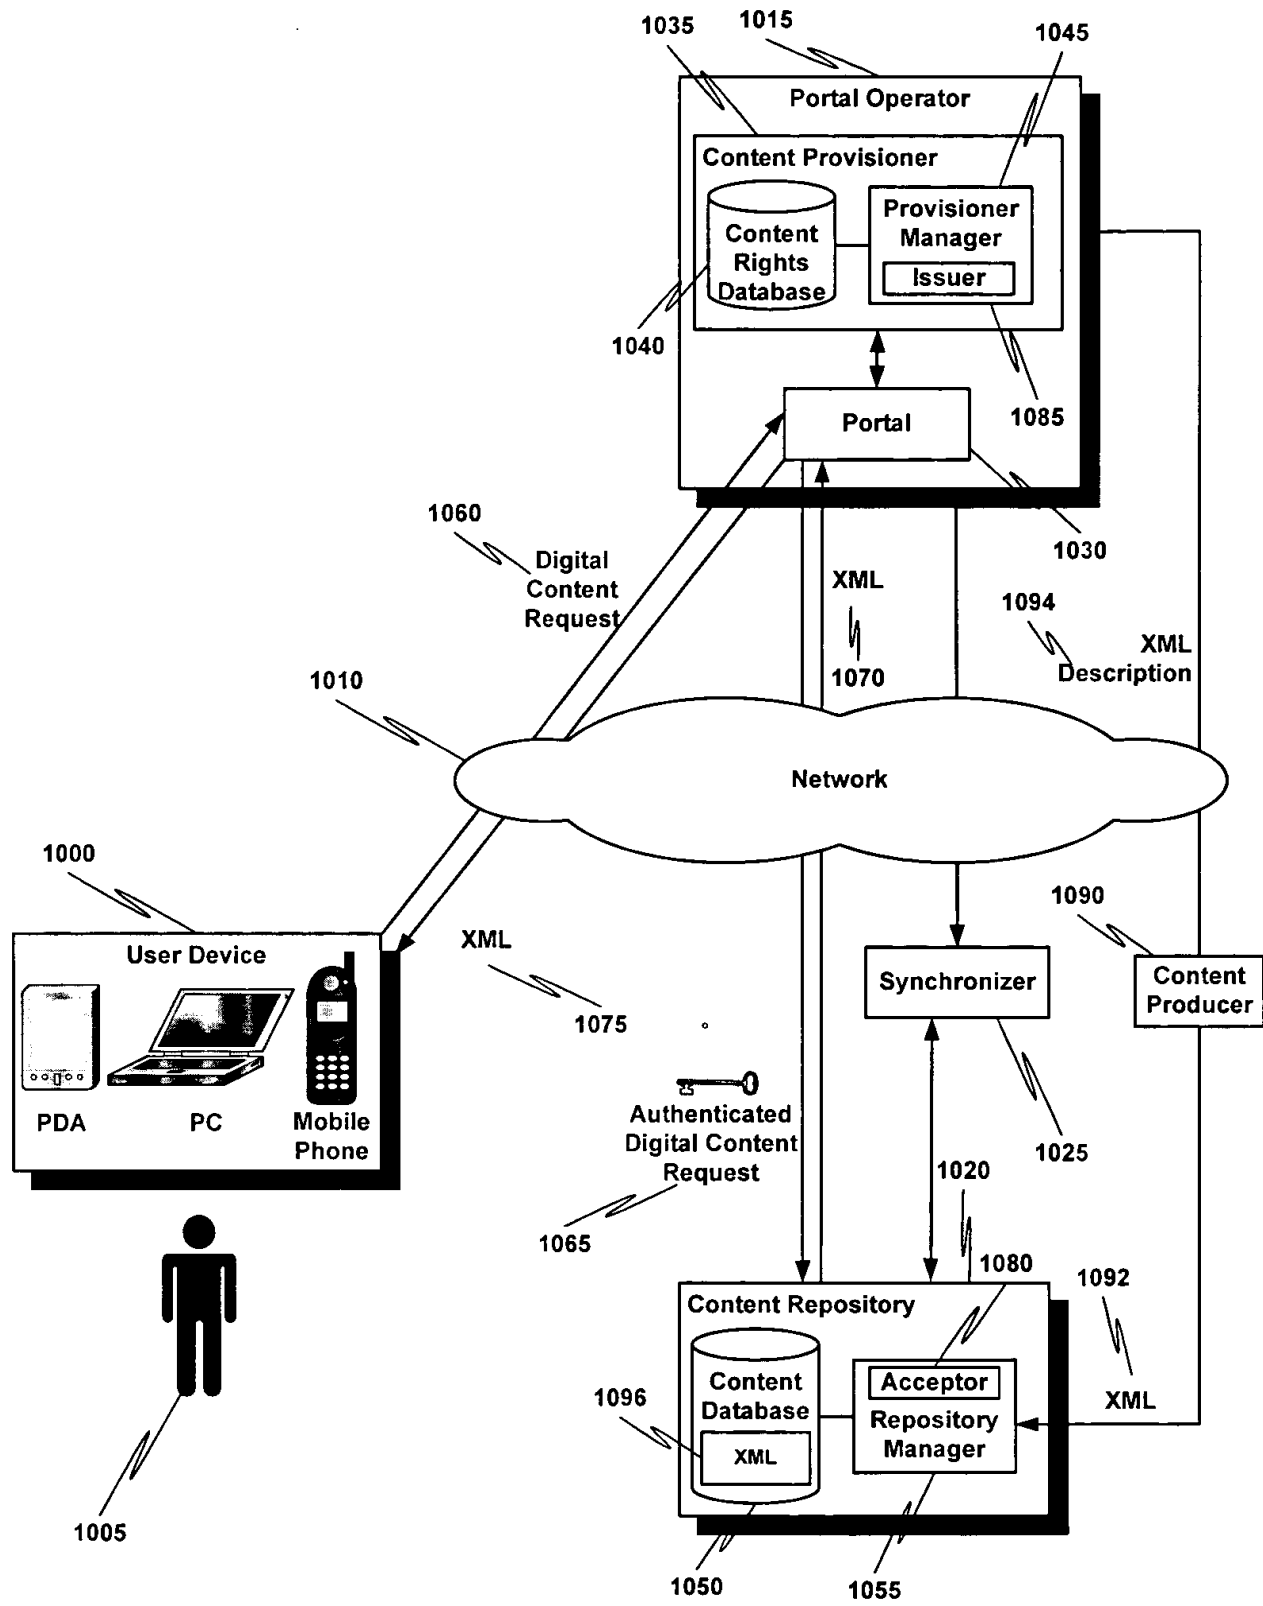 1015
1035
1045
Portal Operator
Content Provisioner
Provisioner
Manager
Issuer
Content
Rights
Database
1040
1085
Portal
1030
1060
Digital
Content
Request
XML
1070
1094
XML
Description
1010
Network
1000
User Device
PDA
PC
Mobile
Phone
XML
1075
1090
Synchronizer
Content
Producer
1025
Authenticated
Digital Content
Request
1065
1020
1080
1092
Content Repository
Content
Database
XML
1096
Acceptor
Repository
Manager
XML
1005
1050
1055